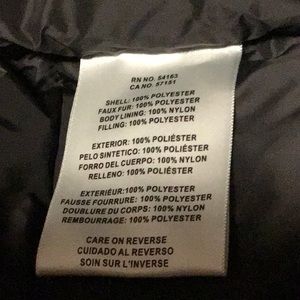 RN NO. 54163
CA NO. 57151
SHELL: 100% POLYESTER
FAUX FUR: 100% POLYESTER
BODY LINING: 100% NYLON
FILLING: 100% POLYESTER
EXTERIOR: 100% POLIÉSTER
PELO SINTETICO: 100% POLIÉSTER
FORRO DEL CUERPO: 100% NYLON
RELLENO: 100% POLIÉSTER
EXTÉRIEUR: 100% POLYESTER
FAUSSE FOURRURE: 100% POLYESTER
DOUBLURE DU CORPS: 100% NYLON
REMBOURRAGE: 100% POLYESTER
CARE ON REVERSE
CUIDADO AL REVERSO
SOIN SUR L'INVERSE